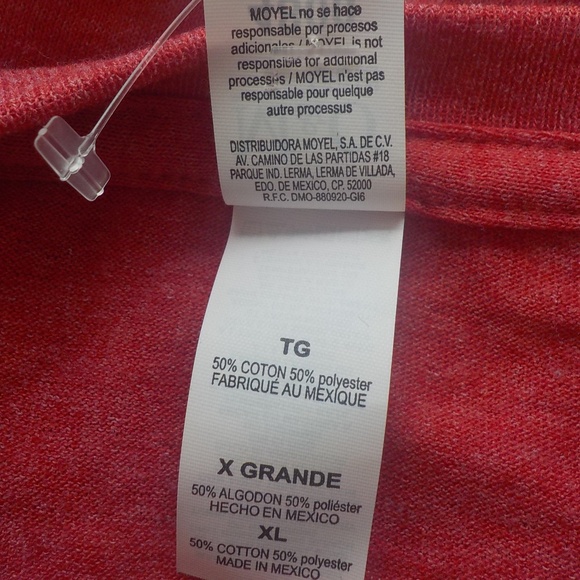 MOYEL no se hace
responsable por procesos
adicionales / MOYEL is not
responsible for additional
processes / MOYEL n'est pas
responsable pour quelque
autre processus
DISTRIBUIDORA MOYEL, S.A. DE C.V.
AV. CAMINO DE LAS PARTIDAS #18
PARQUE IND. LERMA, LERMA DE VILLADA,
EDO. DE MEXICO, CP. 52000
R.F.C. DMO-880920-GI6
TG
50% COTON 50% polyester
FABRIQUÉ AU MEXIQUE
X GRANDE
50% ALGODON 50% poliéster
HECHO EN MEXICO
XL
50% COTTON 50% polyester
MADE IN MEXICO